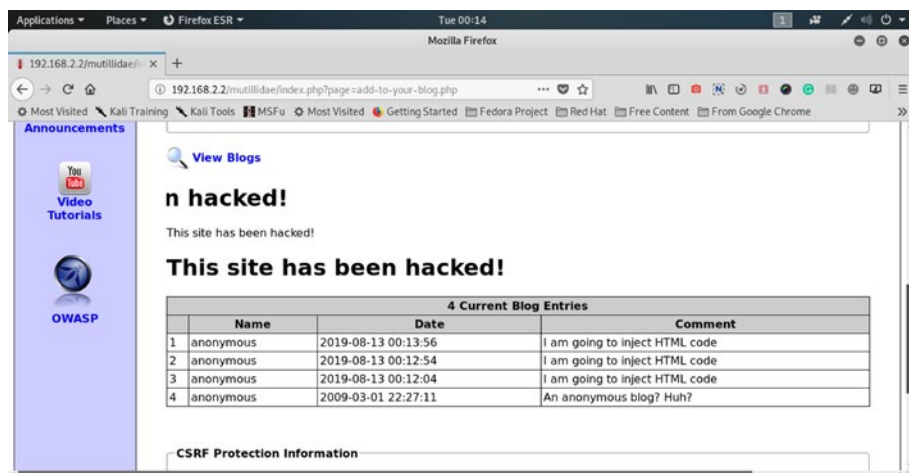 Applications Places Firefox ESR Tue 00:14 1
Mozilla Firefox
192.168.2.2/mutillidae/in × +
192.168.2.2/mutillidae/index.php?page=add-to-your-blog.php
Most Visited Kali Training Kali Tools MSFu Most Visited Getting Started Fedora Project Red Hat Free Content From Google Chrome »
Announcements
View Blogs
You
Tube
Video
Tutorials
n hacked!
This site has been hacked!
This site has been hacked!
OWASP
4 Current Blog Entries
Name Date Comment
1 anonymous 2019-08-13 00:13:56 I am going to inject HTML code
2 anonymous 2019-08-13 00:12:54 I am going to inject HTML code
3 anonymous 2019-08-13 00:12:04 I am going to inject HTML code
4 anonymous 2009-03-01 22:27:11 An anonymous blog? Huh?
CSRF Protection Information